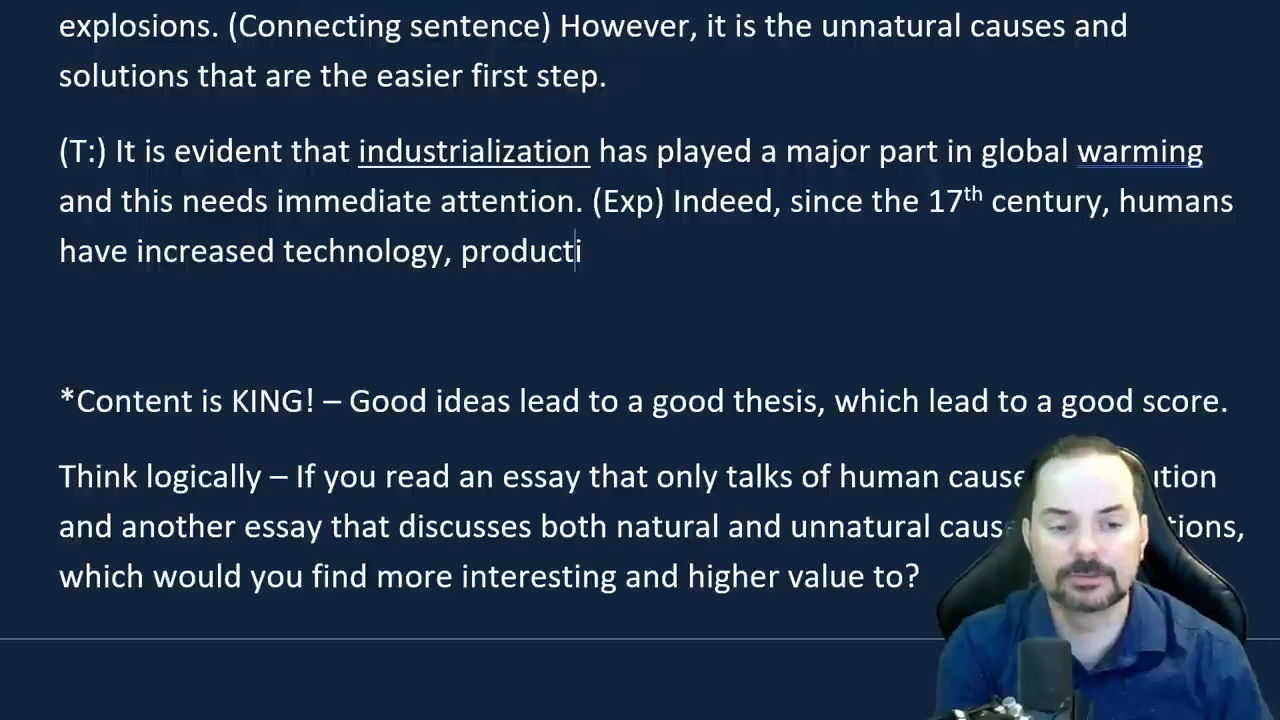 explosions. (Connecting sentence) However, it is the unnatural causes and
solutions that are the easier first step.
(T:) It is evident that industrialization has played a major part in global warming
and this needs immediate attention. (Exp) Indeed, since the 17th century, humans
have increased technology, producti
*Content is KING! – Good ideas lead to a good thesis, which lead to a good score.
Think logically – If you read an essay that only talks of human
and another essay that discusses both natural and unnatural
which would you find more interesting and higher value to?